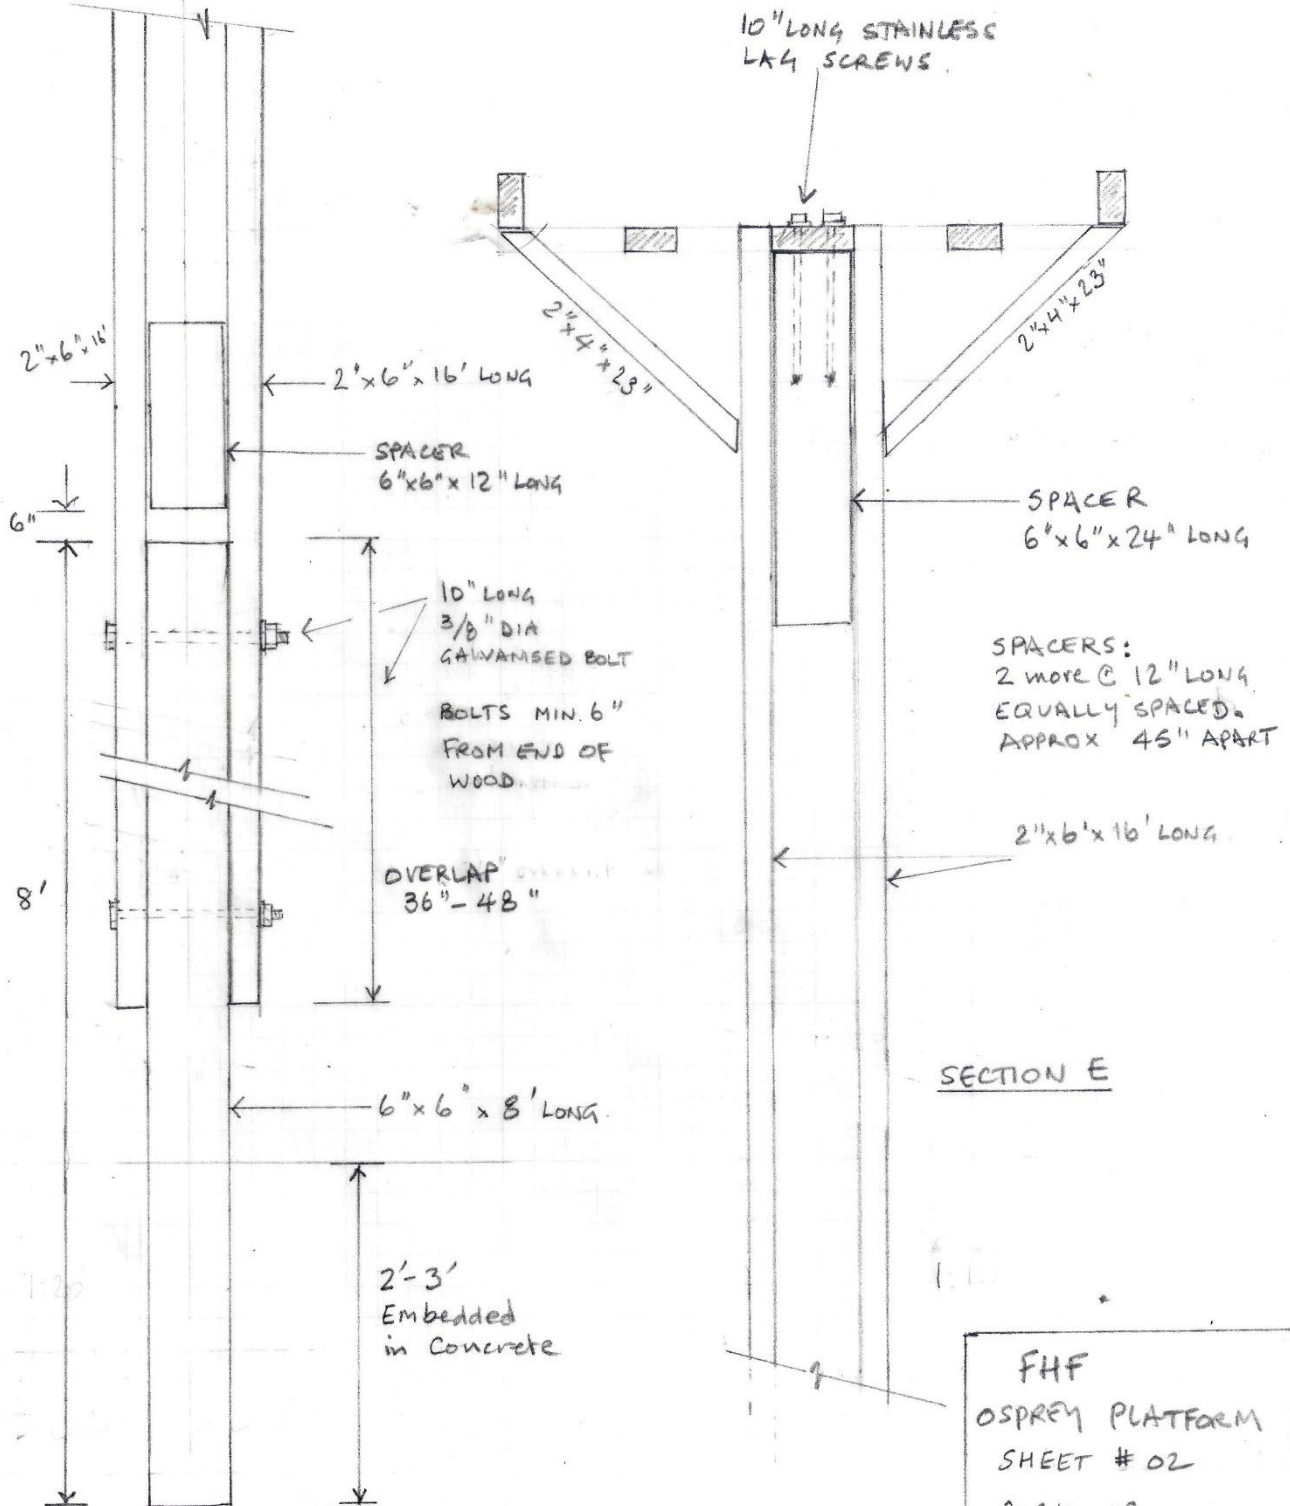 10" LONG STAINLESS
LAG SCREWS.
2"x6"x16'
2"x6"x16' LONG
SPACER
6"x6"x12" LONG
6"
10" LONG
3/8" DIA
GALVANISED BOLT
BOLTS MIN. 6"
FROM END OF
WOOD
OVERLAP
36"-48"
8'
6"x6"x8' LONG.
2'-3'
Embedded
in Concrete
1:20
2"x4"x23"
2"x4"x23"
SPACER
6"x6"x24" LONG
SPACERS:
2 more @ 12" LONG
EQUALLY SPACED.
APPROX 45" APART
2"x6'x16' LONG.
SECTION E
FHF
OSPREY PLATFORM
SHEET # 02